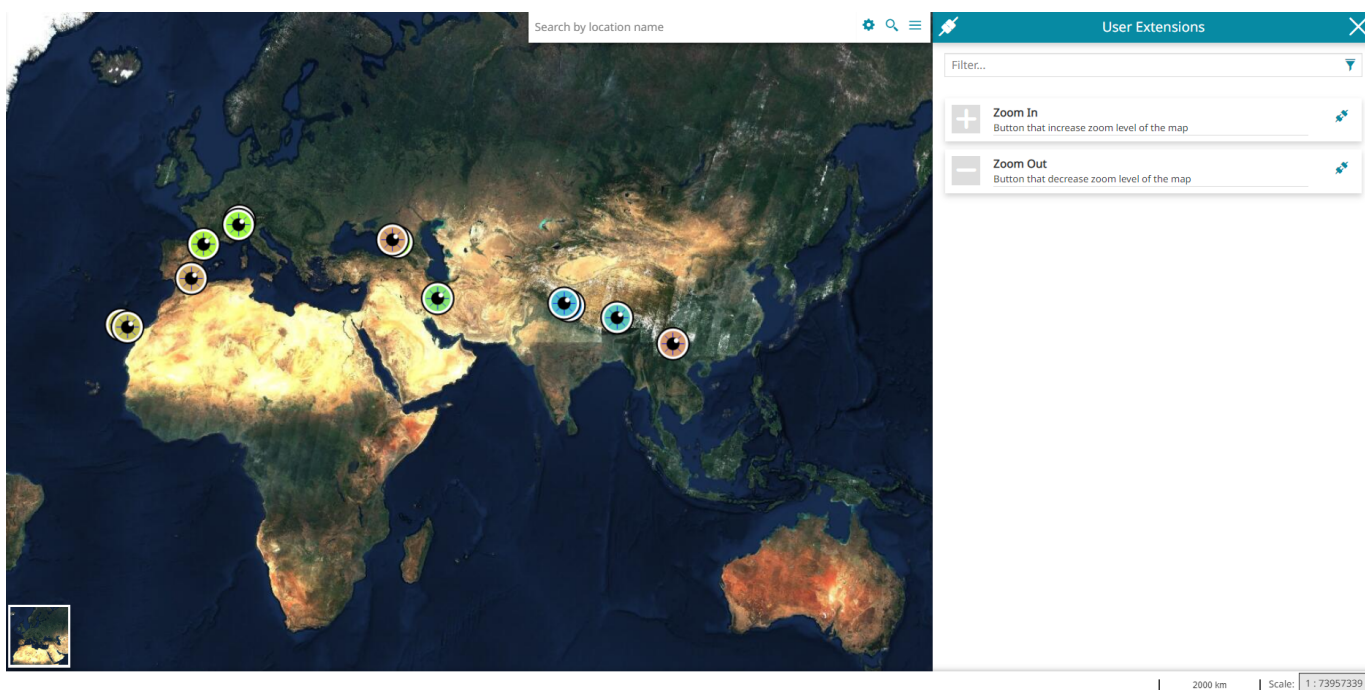 Search by location name
User Extensions
Filter...
Zoom In
Button that increase zoom level of the map
Zoom Out
Button that decrease zoom level of the map
2000 km
Scale:
1 : 73957339